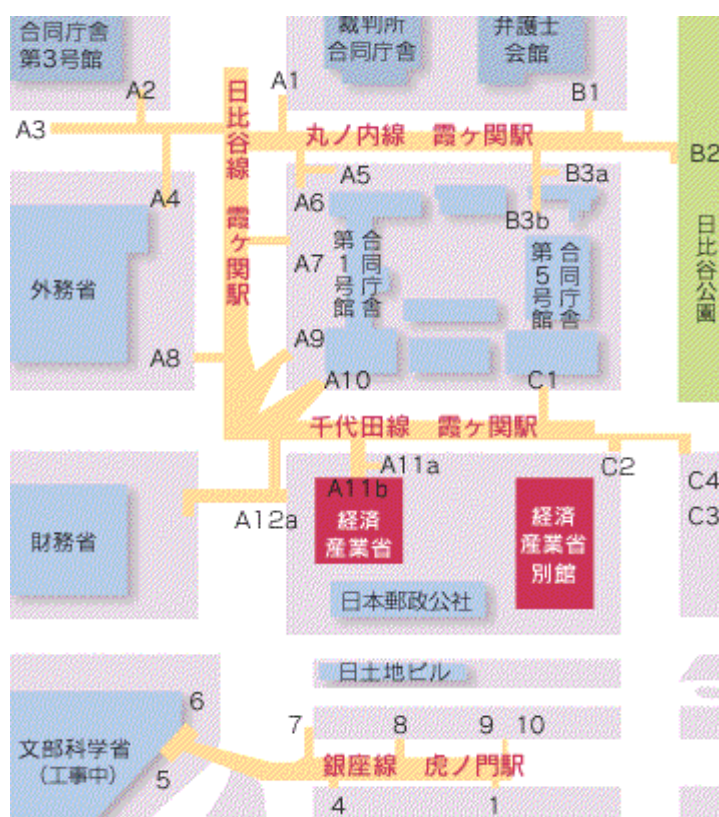 合同庁舎
第3号館
裁判所
合同庁舎
弁護士
会館
A2
A1
B1
A3
日比谷線 霞ヶ関駅
丸ノ内線 霞ヶ関駅
B2
A4
A5
B3a
A6
B3b
日比谷公園
外務省
A7
合同庁舎
第1号館
合同庁舎
第5号館
A8
A9
A10
C1
千代田線 霞ヶ関駅
A11a
C2
A11b
C4
A12a
C3
財務省
経済
産業省
経済
産業省
別館
日本郵政公社
日土地ビル
6
7
8
9
10
文部科学省
(工事中)
5
銀座線 虎ノ門駅
4
1